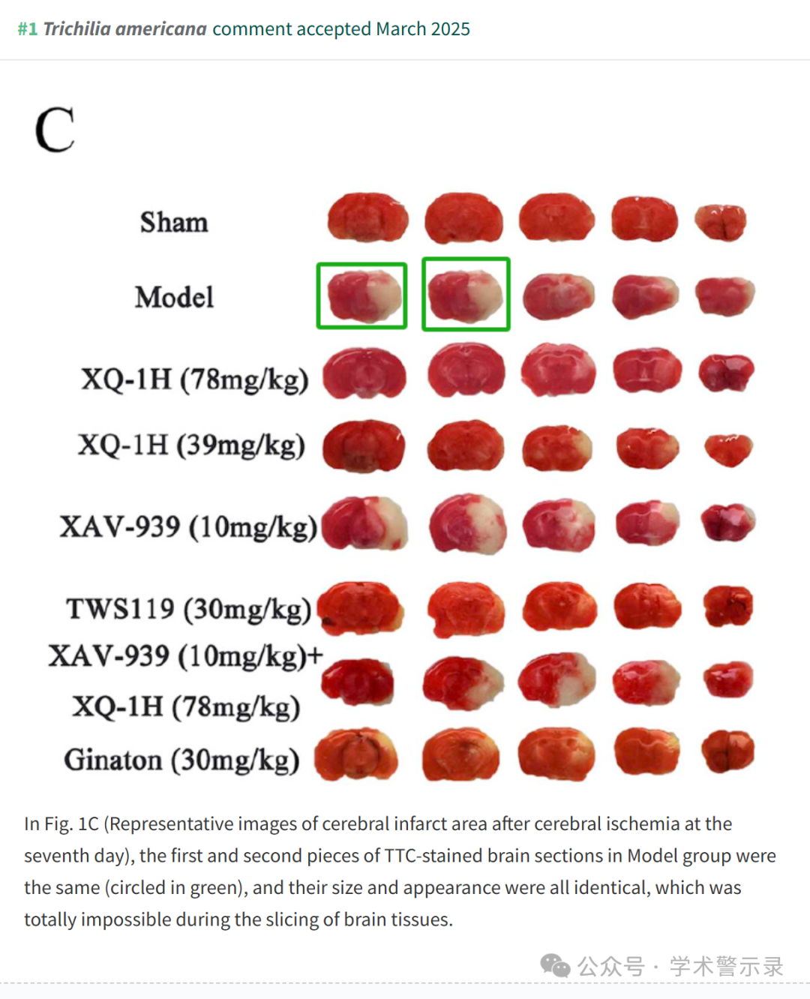 #1 Trichilia americana comment accepted March 2025
C
Sham
Model
XQ-1H (78mg/kg)
XQ-1H (39mg/kg)
XAV-939 (10mg/kg)
TWS119 (30mg/kg)
XAV-939 (10mg/kg)+
XQ-1H (78mg/kg)
Ginaton (30mg/kg)
In Fig. 1C (Representative images of cerebral infarct area after cerebral ischemia at the
seventh day), the first and second pieces of TTC-stained brain sections in Model group were
the same (circled in green), and their size and appearance were all identical, which was
totally impossible during the slicing of brain tissues.
公众号 · 学术警示录